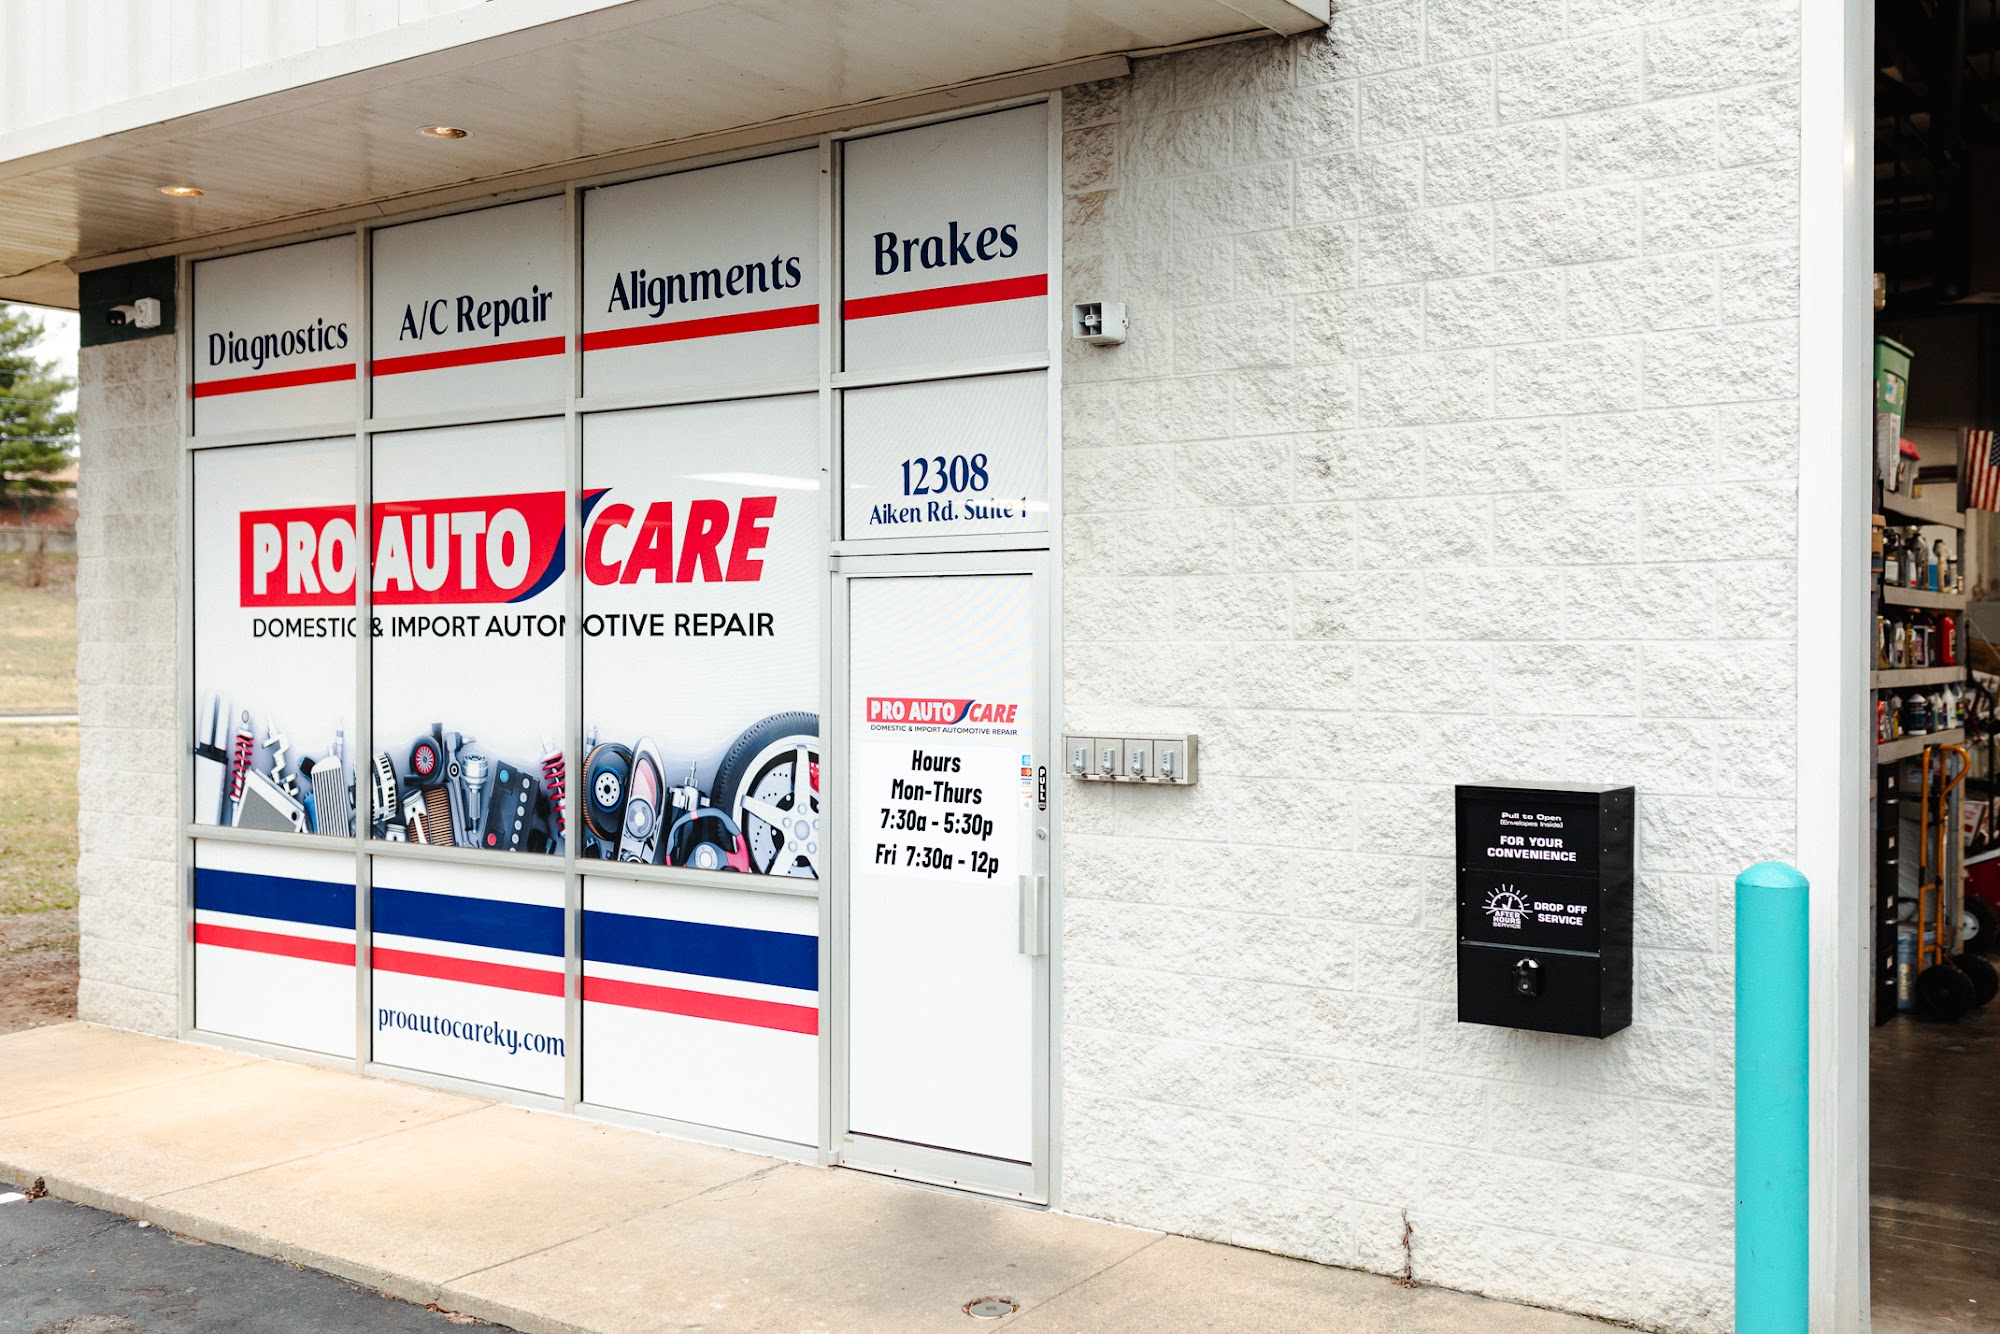 Diagnostics
A/C Repair
Alignments
Brakes
12308
Aiken Rd. Suite 1
PRO AUTO CARE
DOMESTIC & IMPORT AUTOMOTIVE REPAIR
PRO AUTO CARE
DOMESTIC & IMPORT AUTOMOTIVE REPAIR
Hours
Mon-Thurs
7:30a - 5:30p
Fri 7:30a - 12p
PULL
proautocareky.com
Pull to Open
(Envelopes Inside)
FOR YOUR
CONVENIENCE
AFTER
HOURS
SERVICE
DROP OFF
SERVICE